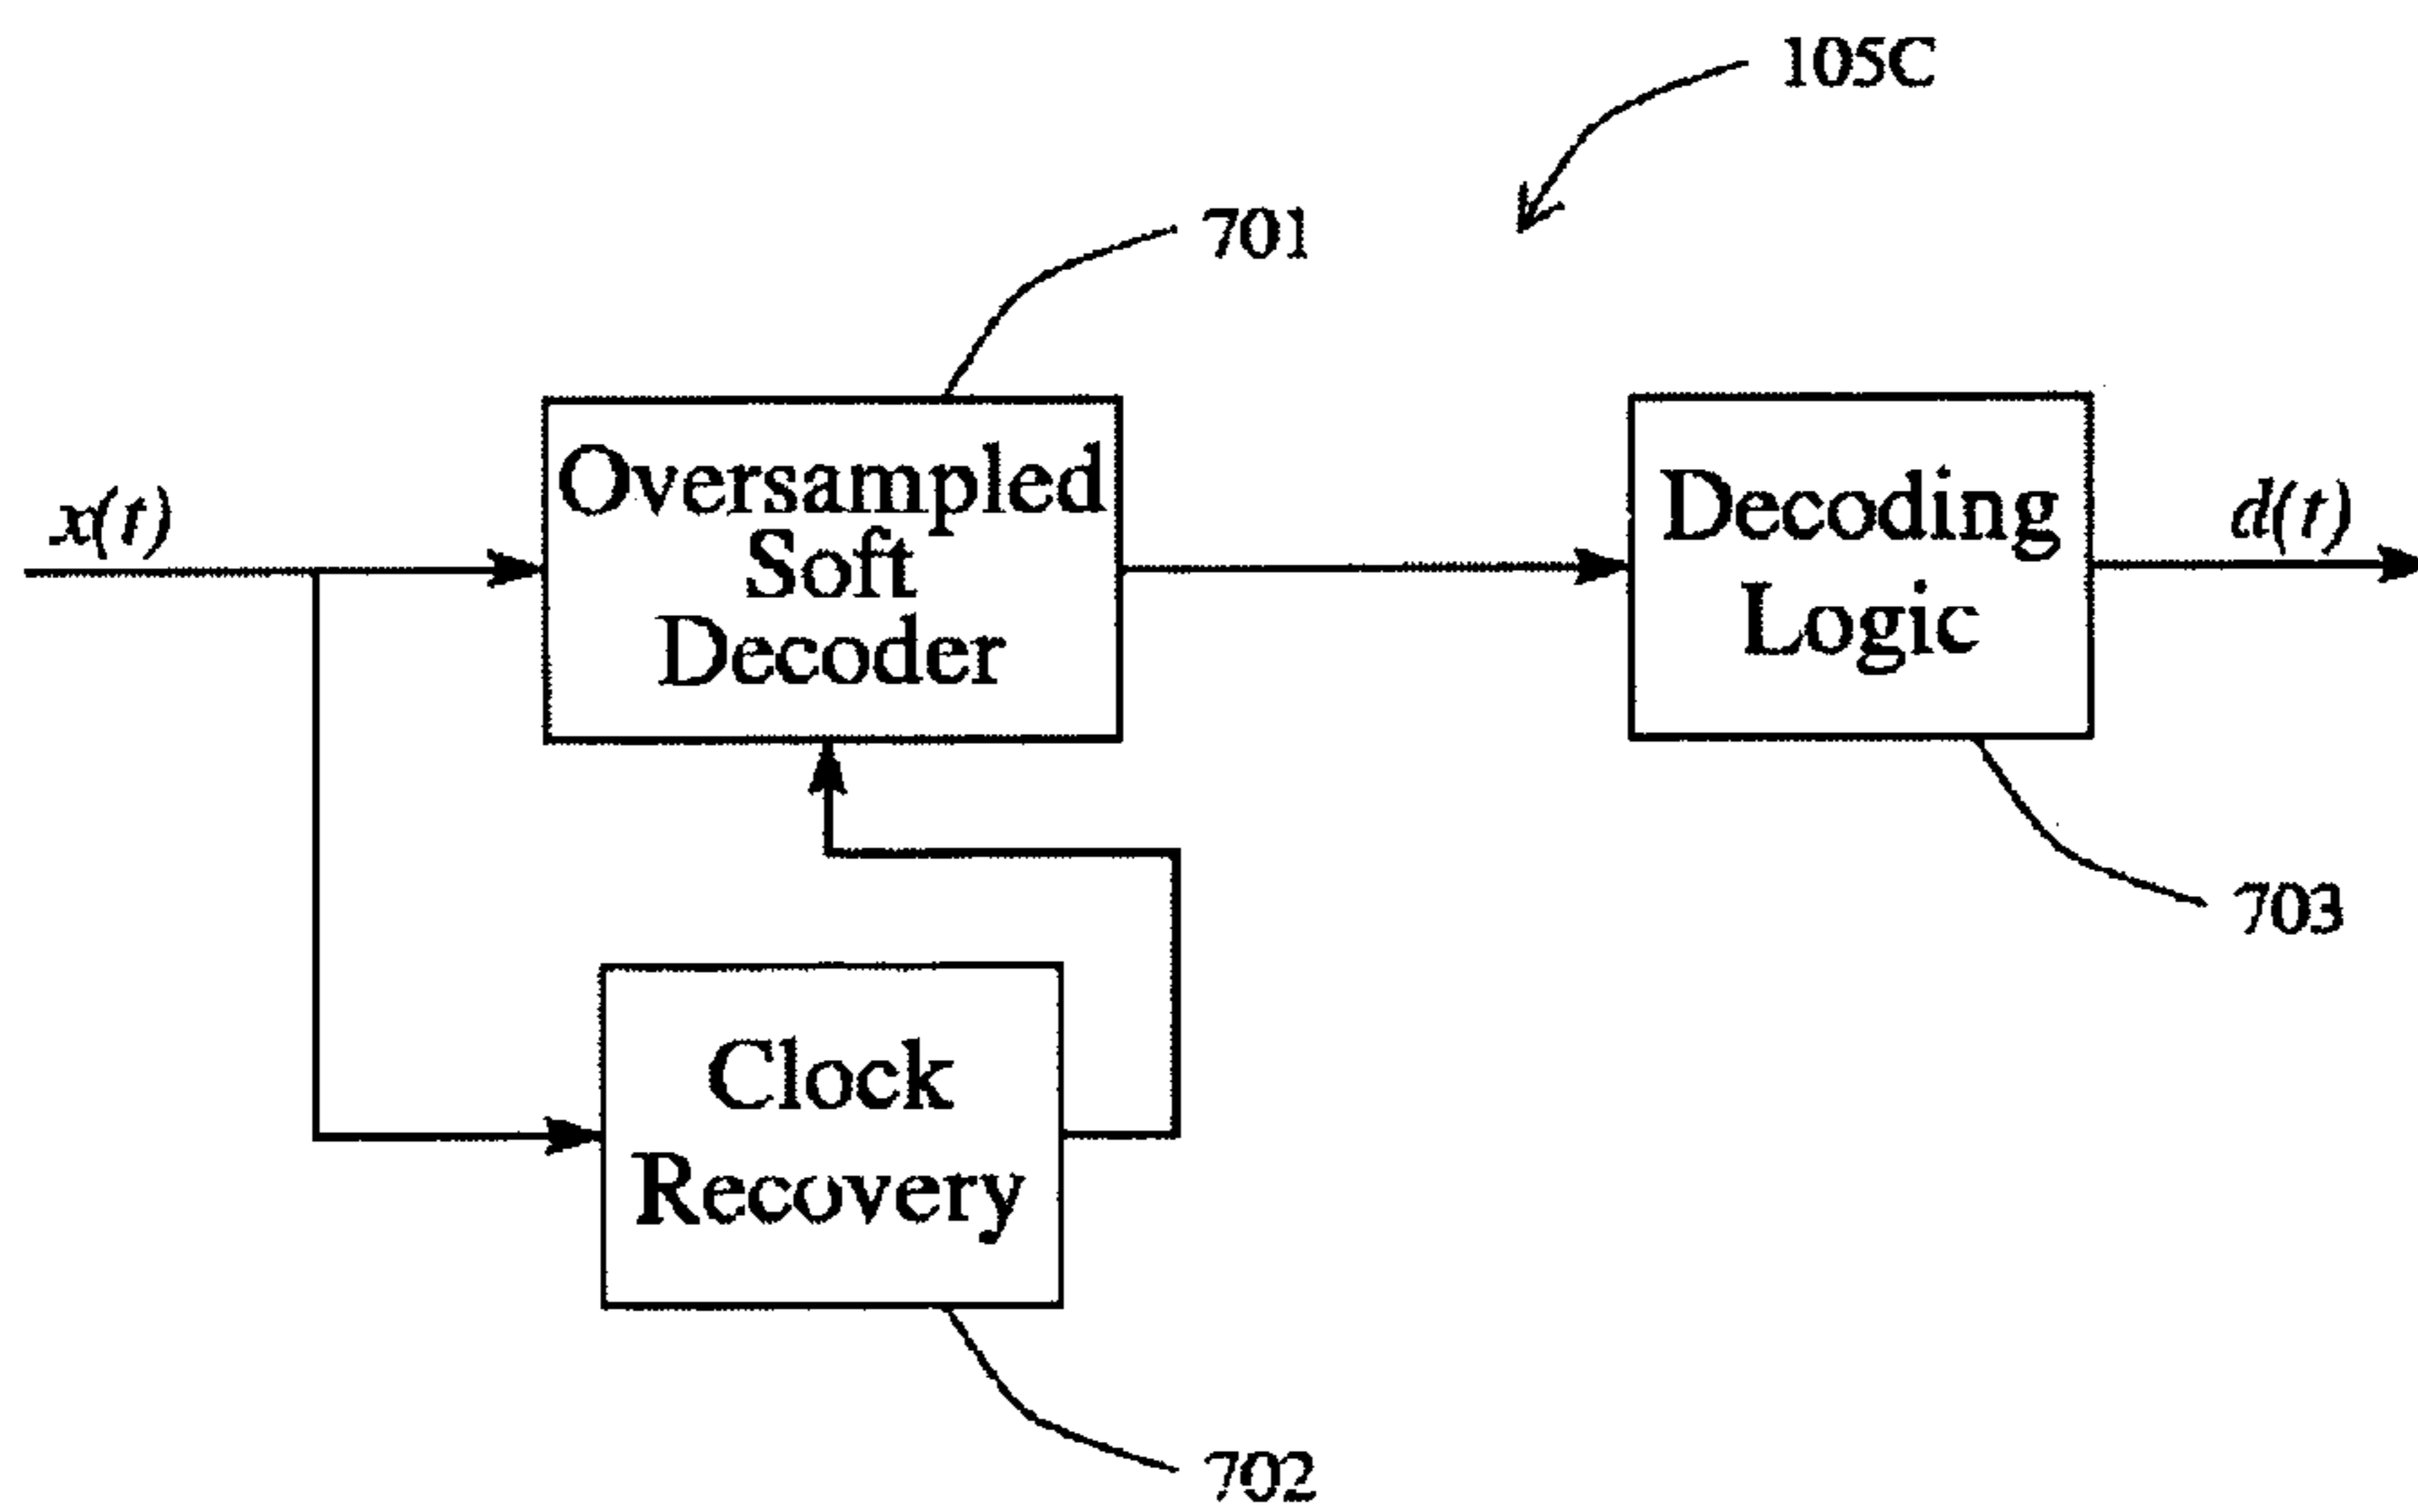 105C
701
x(t)
Oversampled
Soft
Decoder
Decoding
Logic
d(t)
703
Clock
Recovery
702